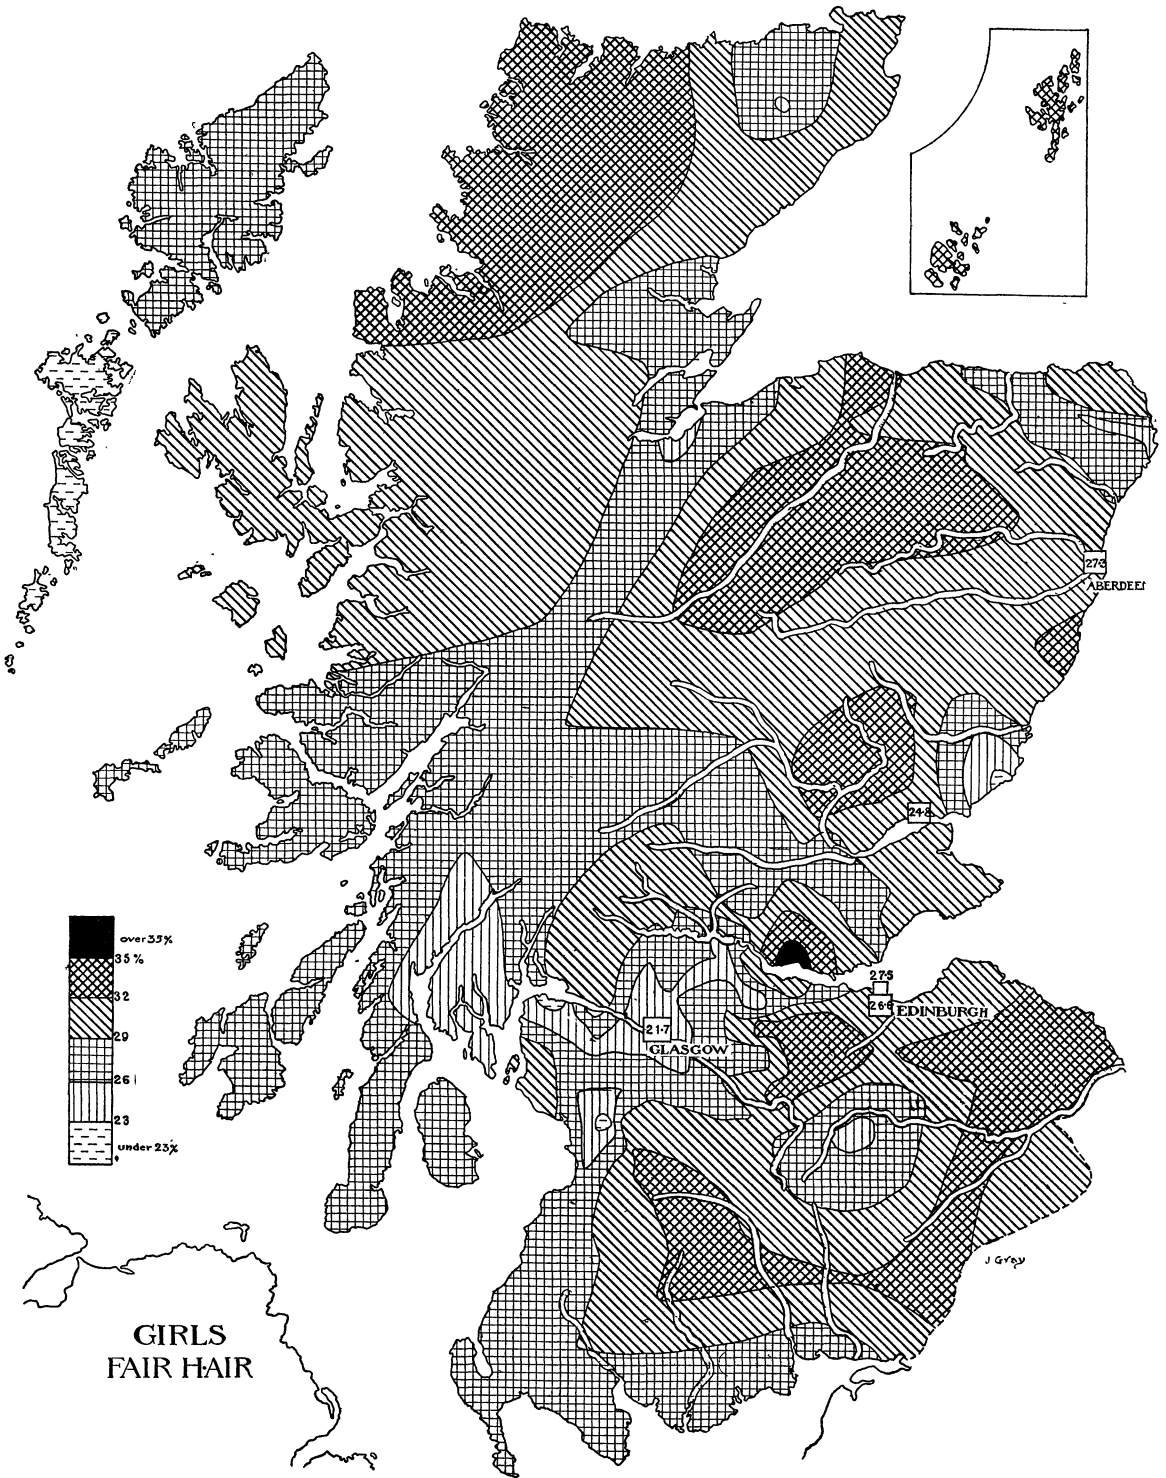 27·3
ABERDEEN
24·8
over 35%
35%
32
29
26
23
under 23%
27·5
26·6
EDINBURGH
21·7
GLASGOW
J Gray
GIRLS
FAIR HAIR